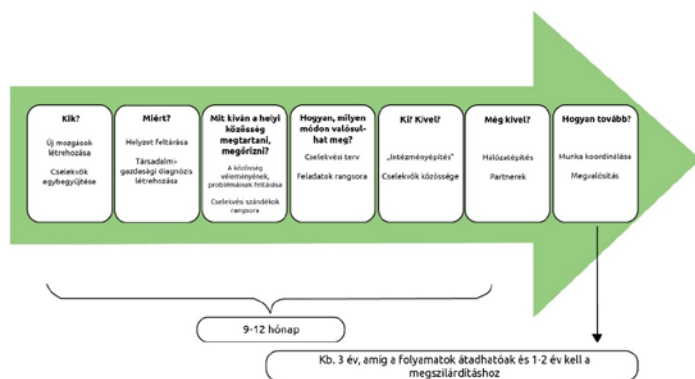 Kik?
Új mozgások
létrehozása
Cselekvők
egybegyűjtése
Miért?
Helyzet feltárása
Társadalmi-
gazdasági diagnózis
létrehozása
Mit kíván a helyi
közösség
megtartani,
megőrizni?
A közösség
véleményének,
problémáinak feltárása
Cselekvési szándékok
rangsora
Hogyan, milyen
módon valósul-
hat meg?
Cselekvési terv
Feladatok rangsora
Ki? Kivel?
„Intézményépítés"
Cselekvők közössége
Még kivel?
Hálózatépítés
Partnerek
Hogyan tovább?
Munka koordinálása
Megvalósítás
9-12 hónap
Kb. 3 év, amíg a folyamatok átadhatóak és 1-2 év kell a
megszilárdításhoz